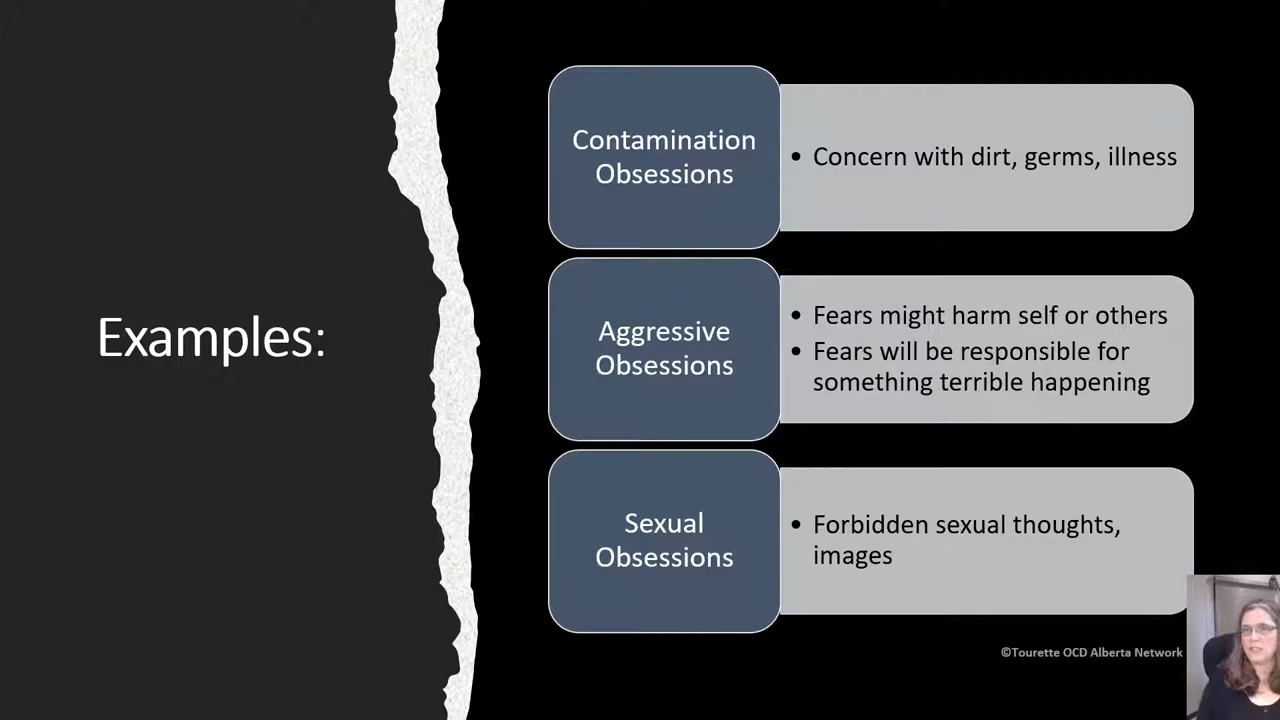 Examples:
Contamination
Obsessions
• Concern with dirt, germs, illness
Aggressive
Obsessions
• Fears might harm self or others
• Fears will be responsible for
something terrible happening
Sexual
Obsessions
• Forbidden sexual thoughts,
images
©Tourette OCD Alberta Network